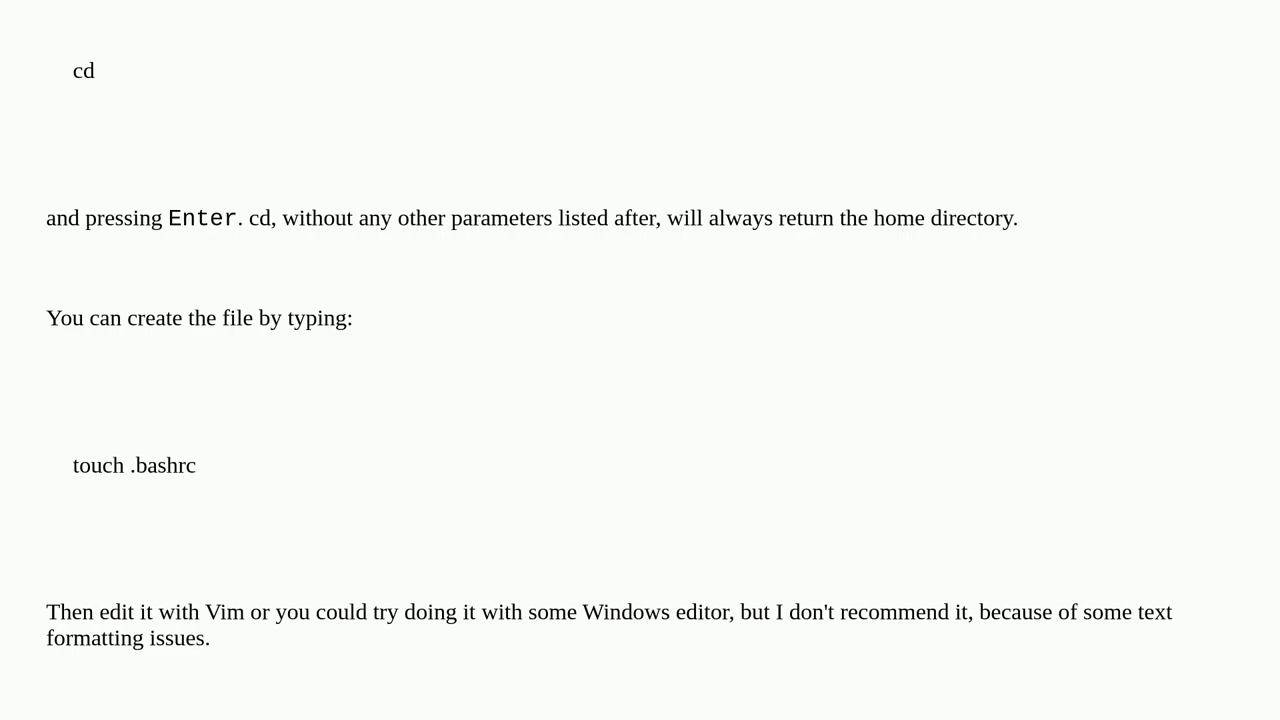 cd
and pressing Enter. cd, without any other parameters listed after, will always return the home directory.
You can create the file by typing:
touch .bashrc
Then edit it with Vim or you could try doing it with some Windows editor, but I don't recommend it, because of some text
formatting issues.